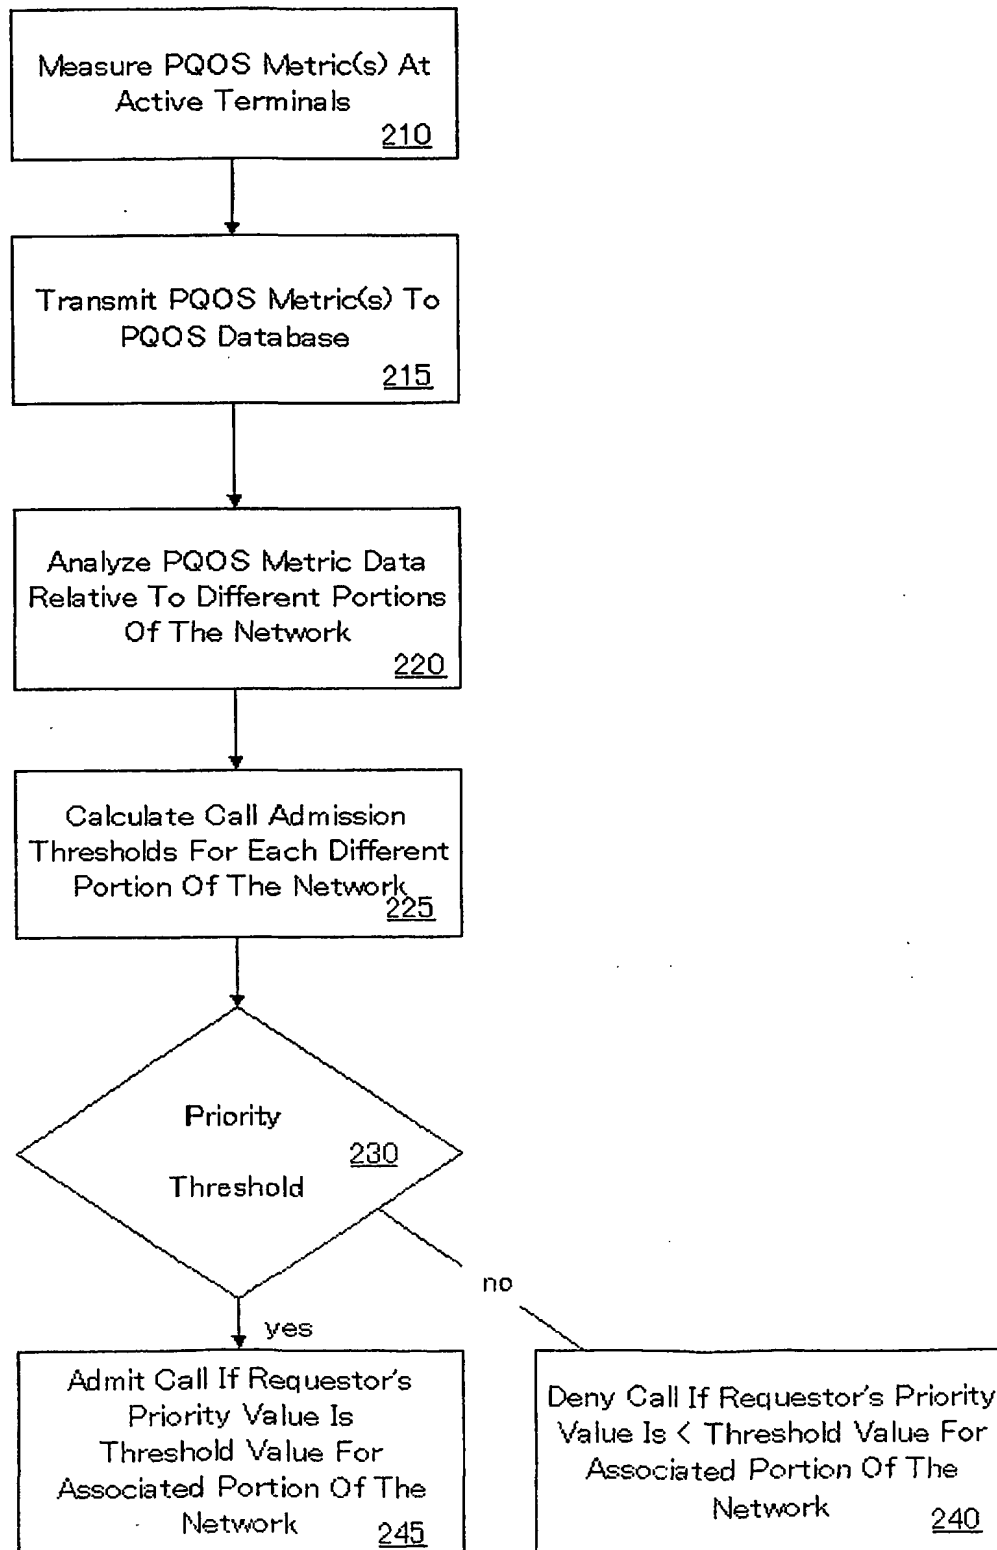 Measure PQOS Metric(s) At
Active Terminals
210
Transmit PQOS Metric(s) To
PQOS Database
215
Analyze PQOS Metric Data
Relative To Different Portions
Of The Network
220
Calculate Call Admission
Thresholds For Each Different
Portion Of The Network
225
Priority
230
Threshold
no
yes
Admit Call If Requestor's
Priority Value Is
Threshold Value For
Associated Portion Of The
Network
245
Deny Call If Requestor's Priority
Value Is < Threshold Value For
Associated Portion Of The
Network
240